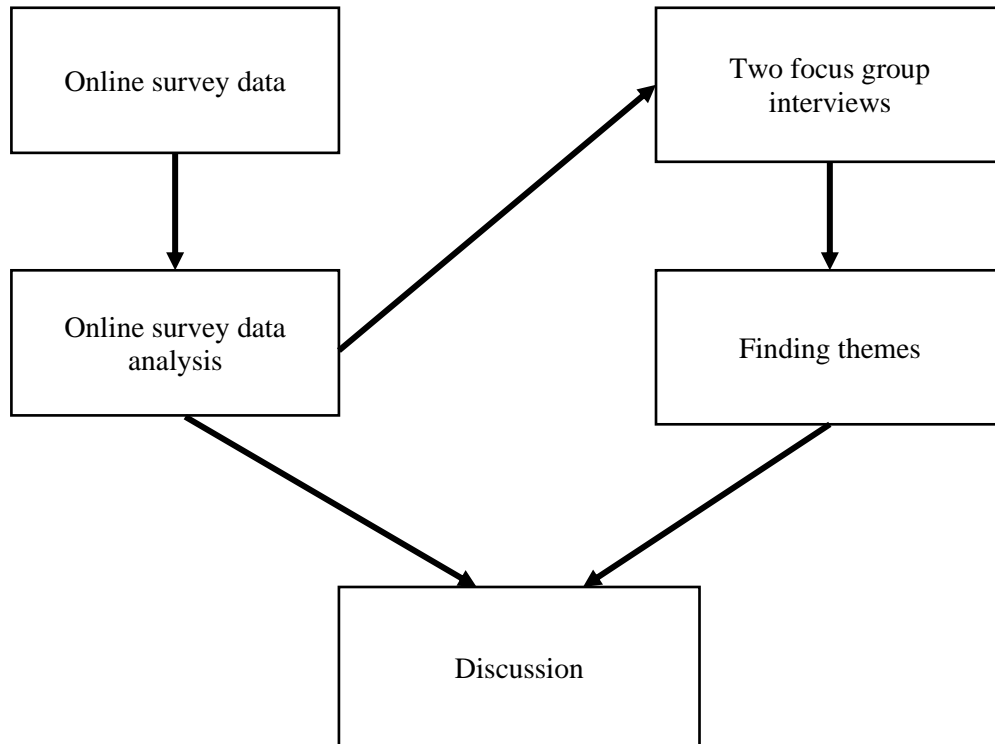 Online survey data
Two focus group
interviews
Online survey data
analysis
Finding themes
Discussion